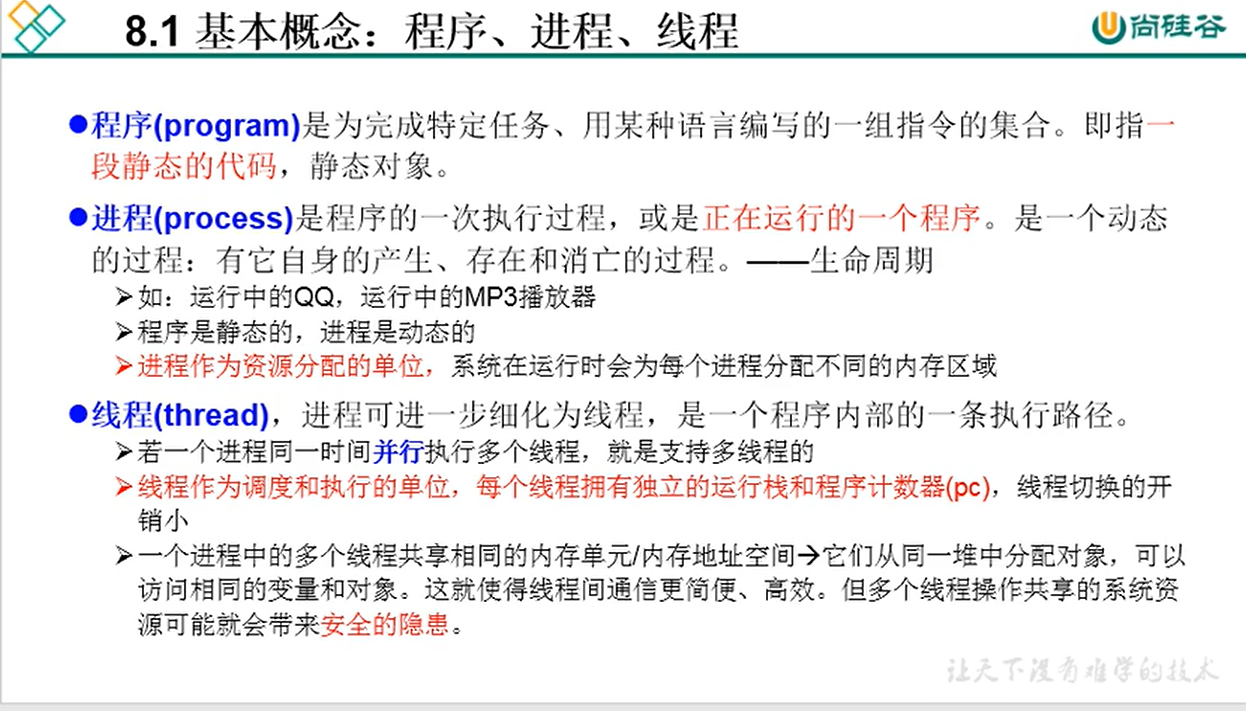 8.1 基本概念：程序、进程、线程
尚硅谷
●程序(program)是为完成特定任务、用某种语言编写的一组指令的集合。即指一
段静态的代码，静态对象。
●进程(process)是程序的一次执行过程，或是正在运行的一个程序。是一个动态
的过程：有它自身的产生、存在和消亡的过程。——生命周期
➢如：运行中的QQ，运行中的MP3播放器
➢程序是静态的，进程是动态的
➢进程作为资源分配的单位，系统在运行时会为每个进程分配不同的内存区域
●线程(thread)，进程可进一步细化为线程，是一个程序内部的一条执行路径。
➢若一个进程同一时间并行执行多个线程，就是支持多线程的
➢线程作为调度和执行的单位，每个线程拥有独立的运行栈和程序计数器(pc)，线程切换的开
销小
➢一个进程中的多个线程共享相同的内存单元/内存地址空间→它们从同一堆中分配对象，可以
访问相同的变量和对象。这就使得线程间通信更简便、高效。但多个线程操作共享的系统资
源可能就会带来安全的隐患。
让天下没有难学的技术